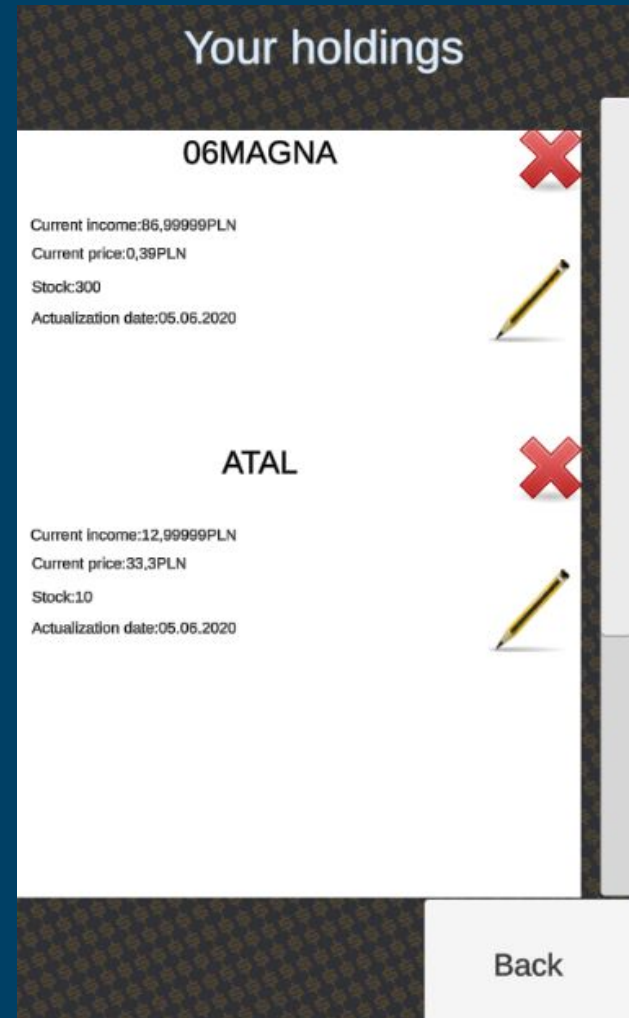 Your holdings
06MAGNA
Current income:86,99999PLN
Current price:0,39PLN
Stock:300
Actualization date:05.06.2020
ATAL
Current income:12,99999PLN
Current price:33,3PLN
Stock:10
Actualization date:05.06.2020
Back